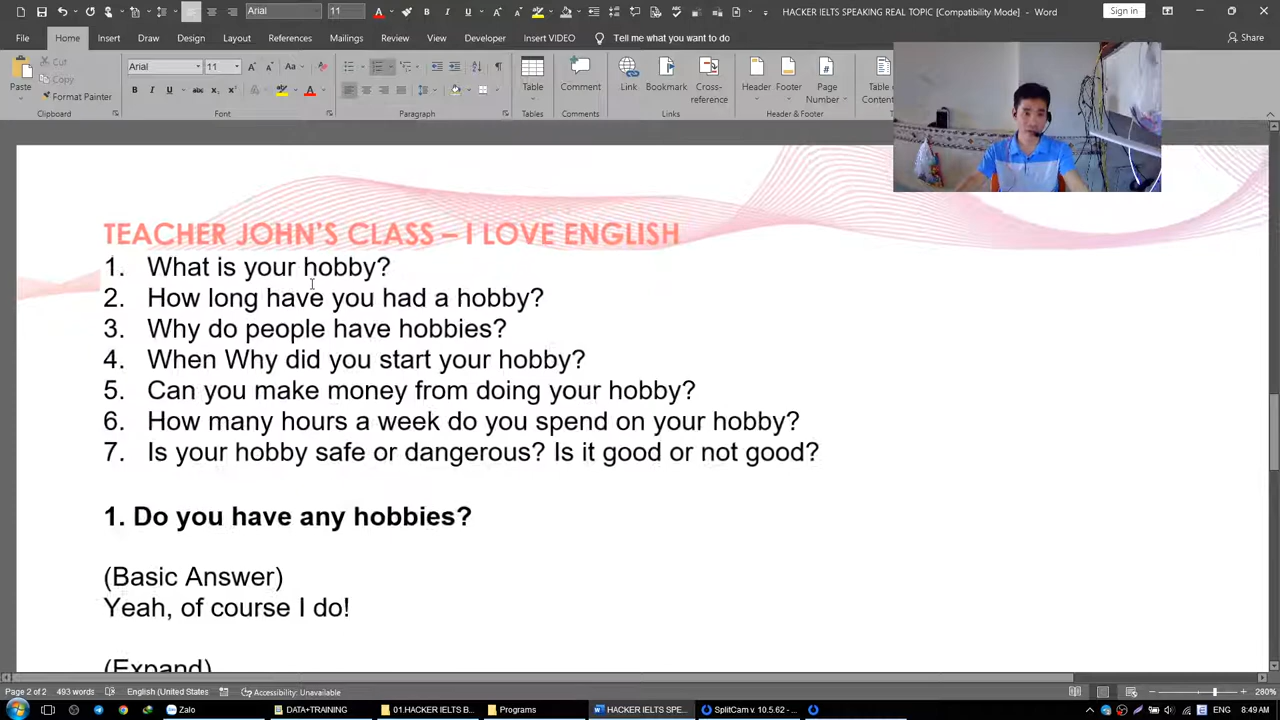 Arial
11
HACKER IELTS SPEAKING REAL TOPIC [Compatibility Mode] - Word
Sign in
File
Home
Insert
Draw
Design
Layout
References
Mailings
Review
View
Developer
Insert VIDEO
Tell me what you want to do
Share
Paste
Cut
Copy
Format Painter
Arial
11
Table
Comment
Link
Bookmark
Cross-reference
Header
Footer
Page Number
Clipboard
Font
Paragraph
Tables
Comments
Links
Header & Footer
TEACHER JOHN'S CLASS – I LOVE ENGLISH
1. What is your hobby?
2. How long have you had a hobby?
3. Why do people have hobbies?
4. When Why did you start your hobby?
5. Can you make money from doing your hobby?
6. How many hours a week do you spend on your hobby?
7. Is your hobby safe or dangerous? Is it good or not good?
1. Do you have any hobbies?
(Basic Answer)
Yeah, of course I do!
(Expand)
Page 2 of 2
493 words
English (United States
Accessibility: Unavailable
280%
Zalo
DATA+TRAINING
01.HACKER IELTS B...
Programs
HACKER IELTS SPE...
SplitCam v. 10.5.62 - ...
ENG
8:49 AM